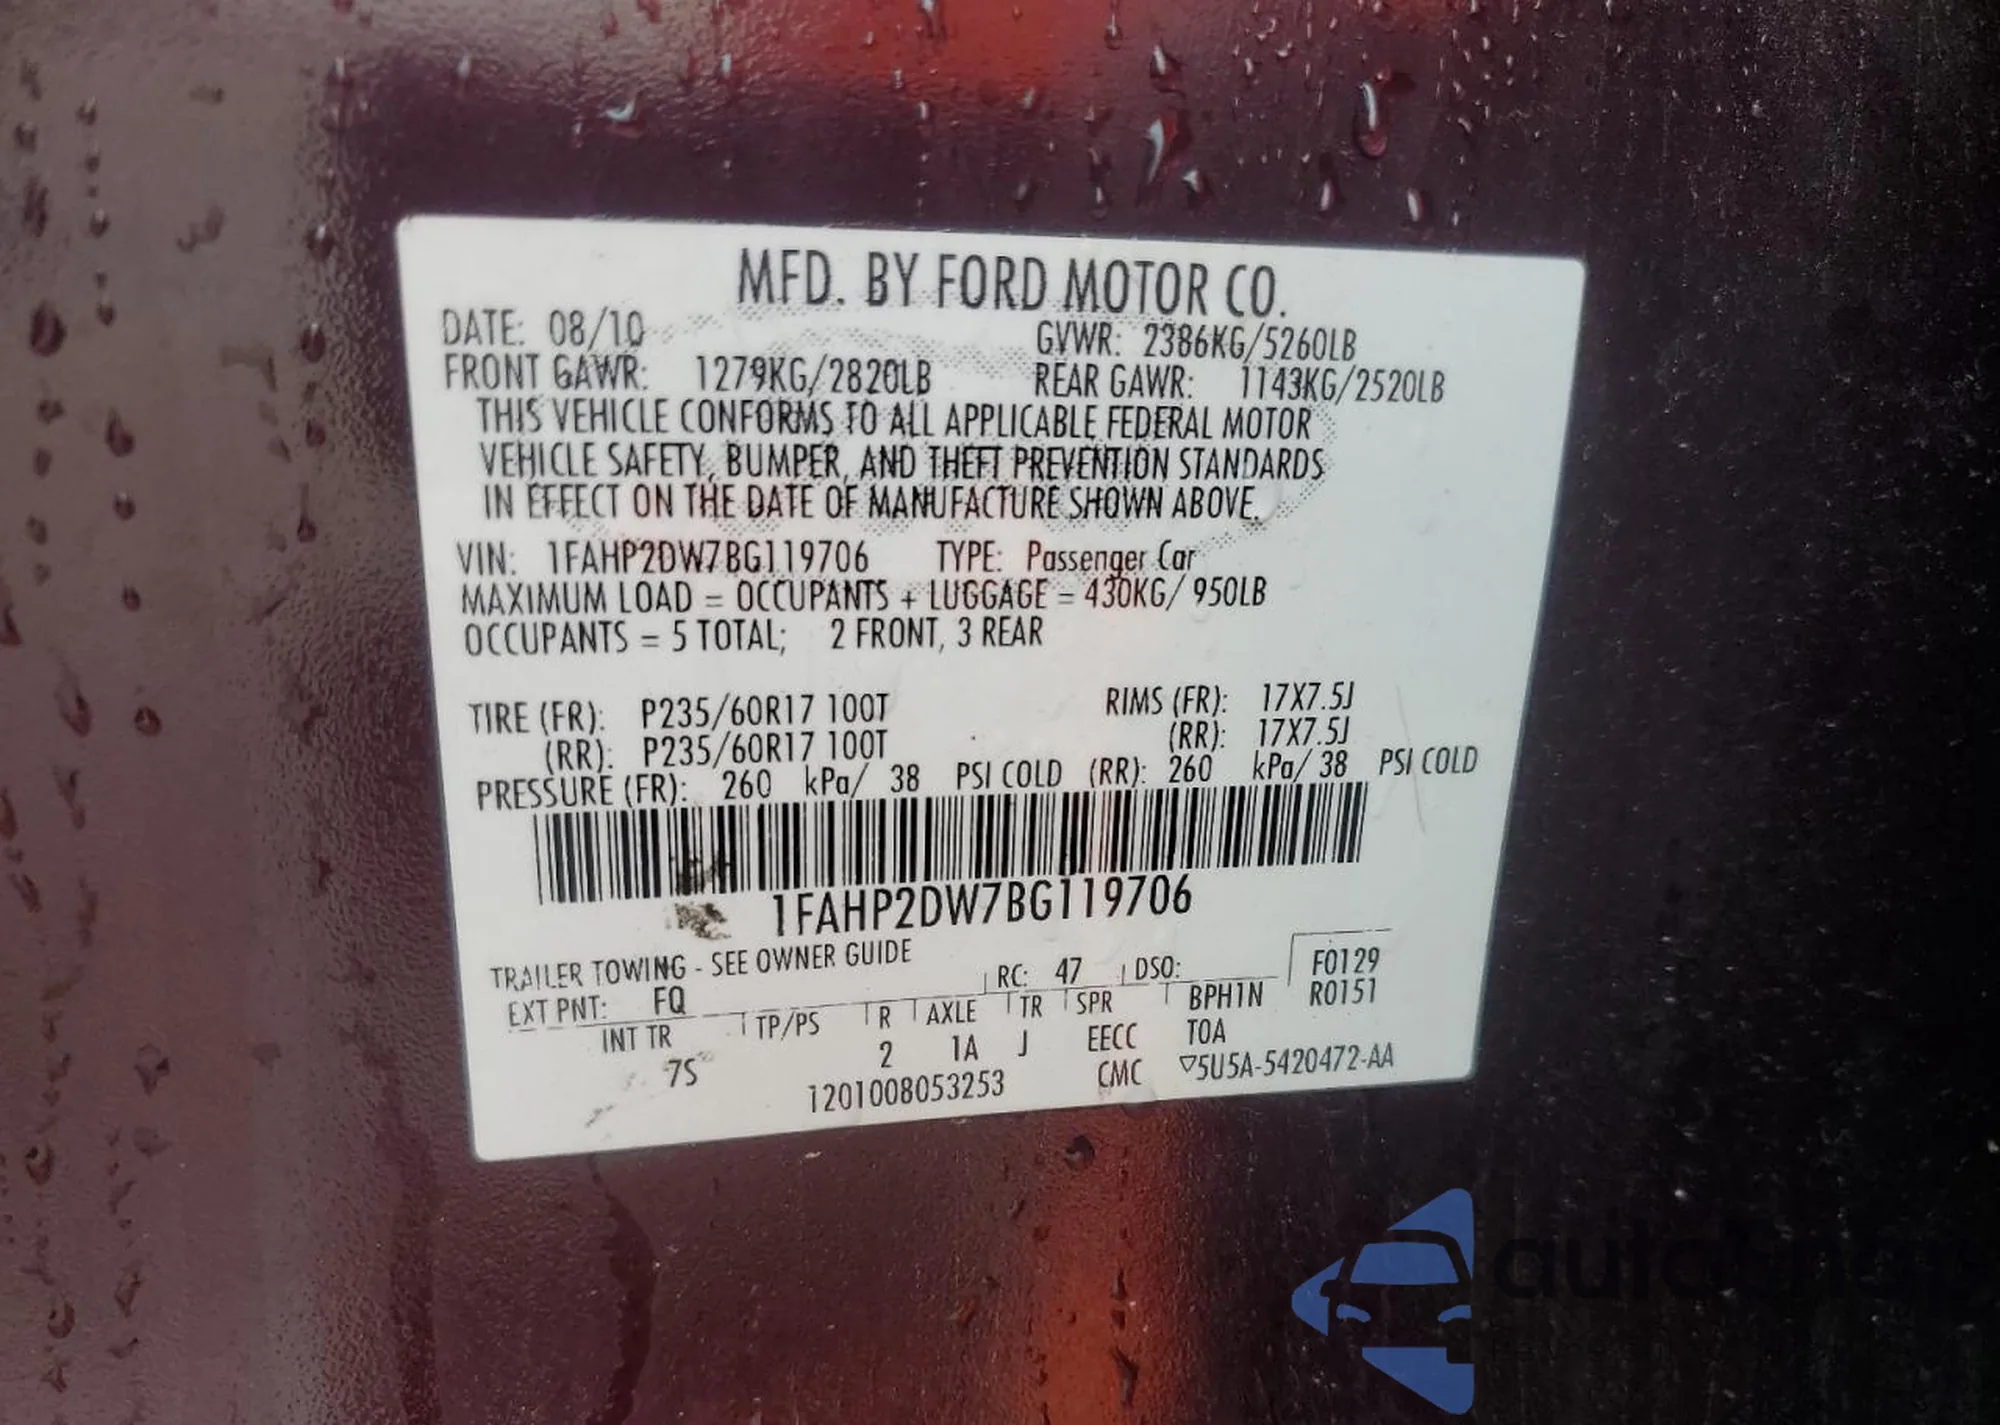 MFD. BY FORD MOTOR CO.
DATE: 08/10 GVWR: 2386KG/5260LB
FRONT GAWR: 1279KG/2820LB REAR GAWR: 1143KG/2520LB
THIS VEHICLE CONFORMS TO ALL APPLICABLE FEDERAL MOTOR
VEHICLE SAFETY, BUMPER, AND THEFT PREVENTION STANDARDS
IN EFFECT ON THE DATE OF MANUFACTURE SHOWN ABOVE.
VIN: 1FAHP2DW7BG119706 TYPE: Passenger Car
MAXIMUM LOAD = OCCUPANTS + LUGGAGE = 430KG/ 950LB
OCCUPANTS = 5 TOTAL; 2 FRONT, 3 REAR
TIRE (FR): P235/60R17 100T RIMS (FR): 17X7.5J
(RR): P235/60R17 100T (RR): 17X7.5J
PRESSURE (FR): 260 kPa/ 38 PSI COLD (RR): 260 kPa/ 38 PSI COLD
1FAHP2DW7BG119706
TRAILER TOWING - SEE OWNER GUIDE
EXT PNT: FQ RC: 47 DSO: F0129
INT TR TP/PS R AXLE TR SPR BPH1N R0151
7S 2 1A J EECC TOA
1201008053253 CMC ▽5U5A-5420472-AA